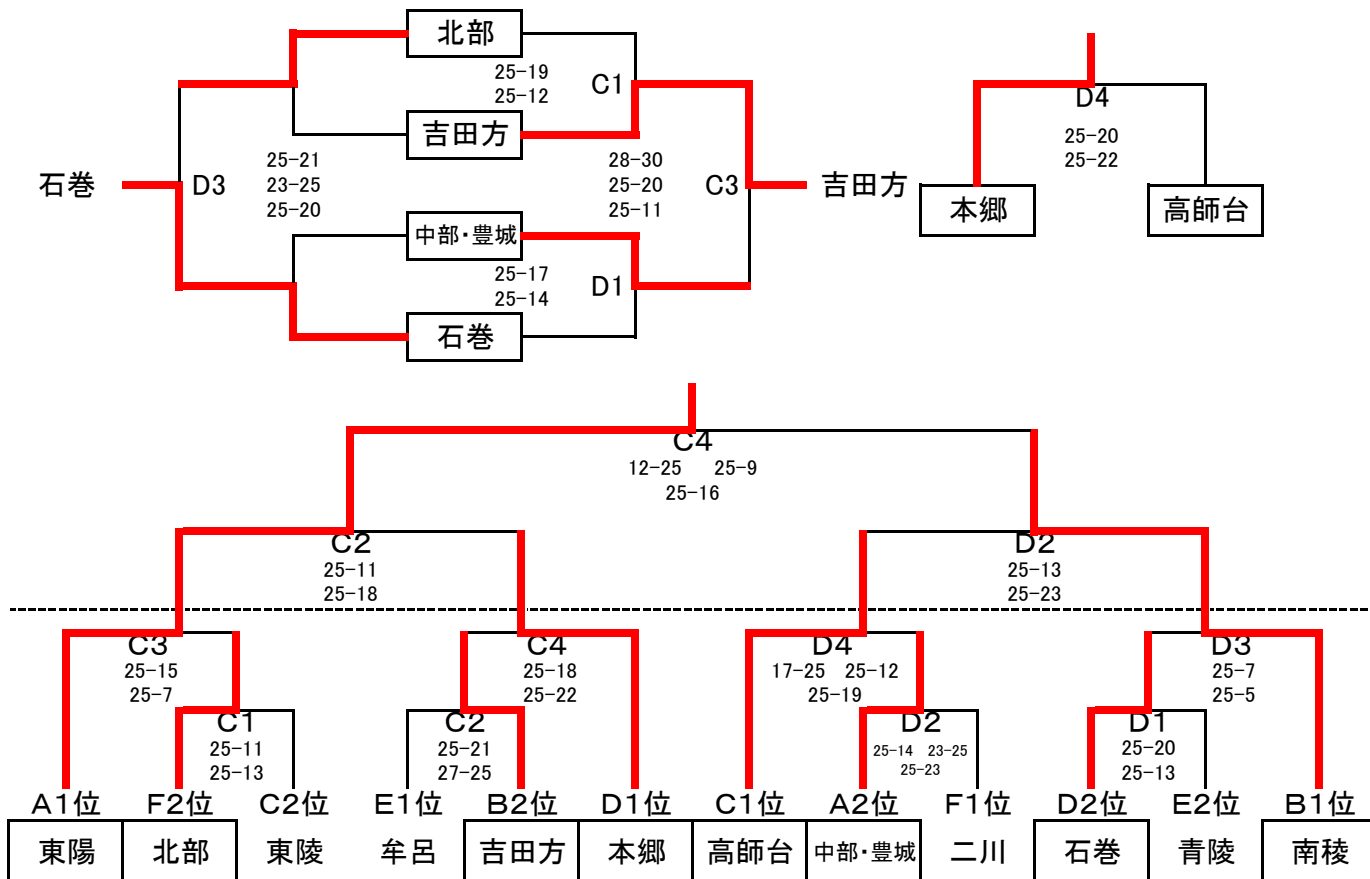 北部
25-19
25-12
C1
D4
25-20
25-22
吉田方
石巻
D3
25-21
23-25
25-20
28-30
25-20
25-11
C3
吉田方
本郷
高師台
中部・豊城
25-17
25-14
D1
石巻
C4
12-25 25-9
25-16
C2
25-11
25-18
D2
25-13
25-23
C3
25-15
25-7
C4
25-18
25-22
D4
17-25 25-12
25-19
D3
25-7
25-5
C1
25-11
25-13
C2
25-21
27-25
D2
25-14 23-25
25-23
D1
25-20
25-13
A1位 F2位 C2位 E1位 B2位 D1位 C1位 A2位 F1位 D2位 E2位 B1位
東陽 北部 東陵 牟呂 吉田方 本郷 高師台 中部・豊城 二川 石巻 青陵 南稜